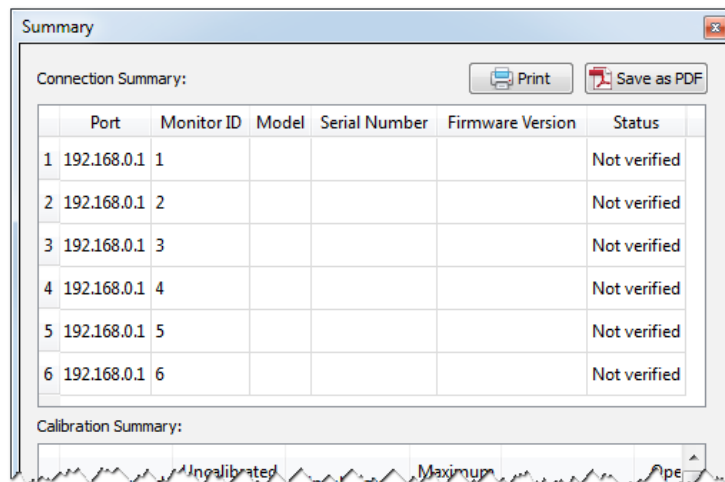 Summary
Connection Summary: Print Save as PDF
Port Monitor ID Model Serial Number Firmware Version Status
1 192.168.0.1 1 Not verified
2 192.168.0.1 2 Not verified
3 192.168.0.1 3 Not verified
4 192.168.0.1 4 Not verified
5 192.168.0.1 5 Not verified
6 192.168.0.1 6 Not verified
Calibration Summary:
Uncalibrated Maximum Ope